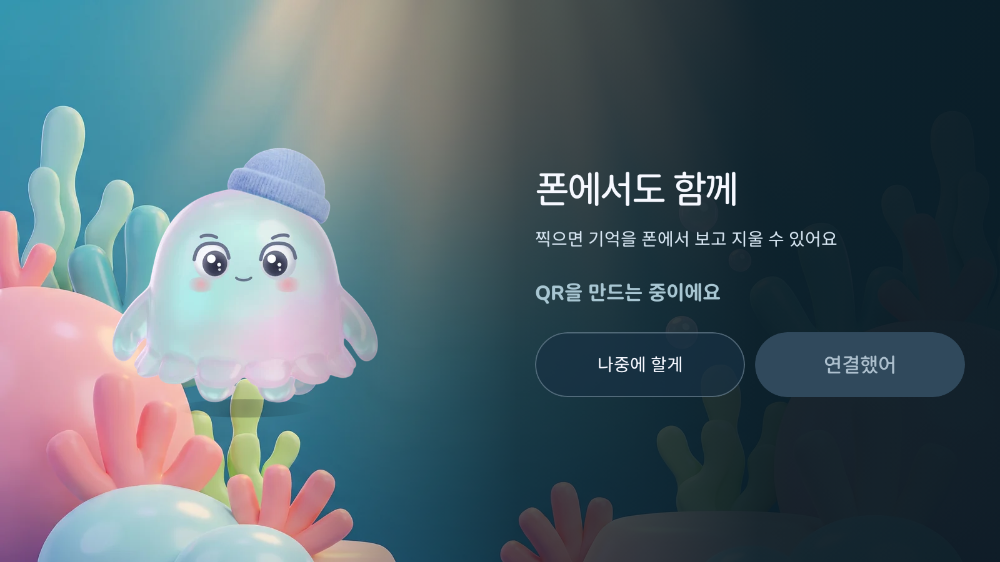 폰에서도 함께
찍으면 기억을 폰에서 보고 지울 수 있어요
QR을 만드는 중이에요
나중에 할게
연결했어